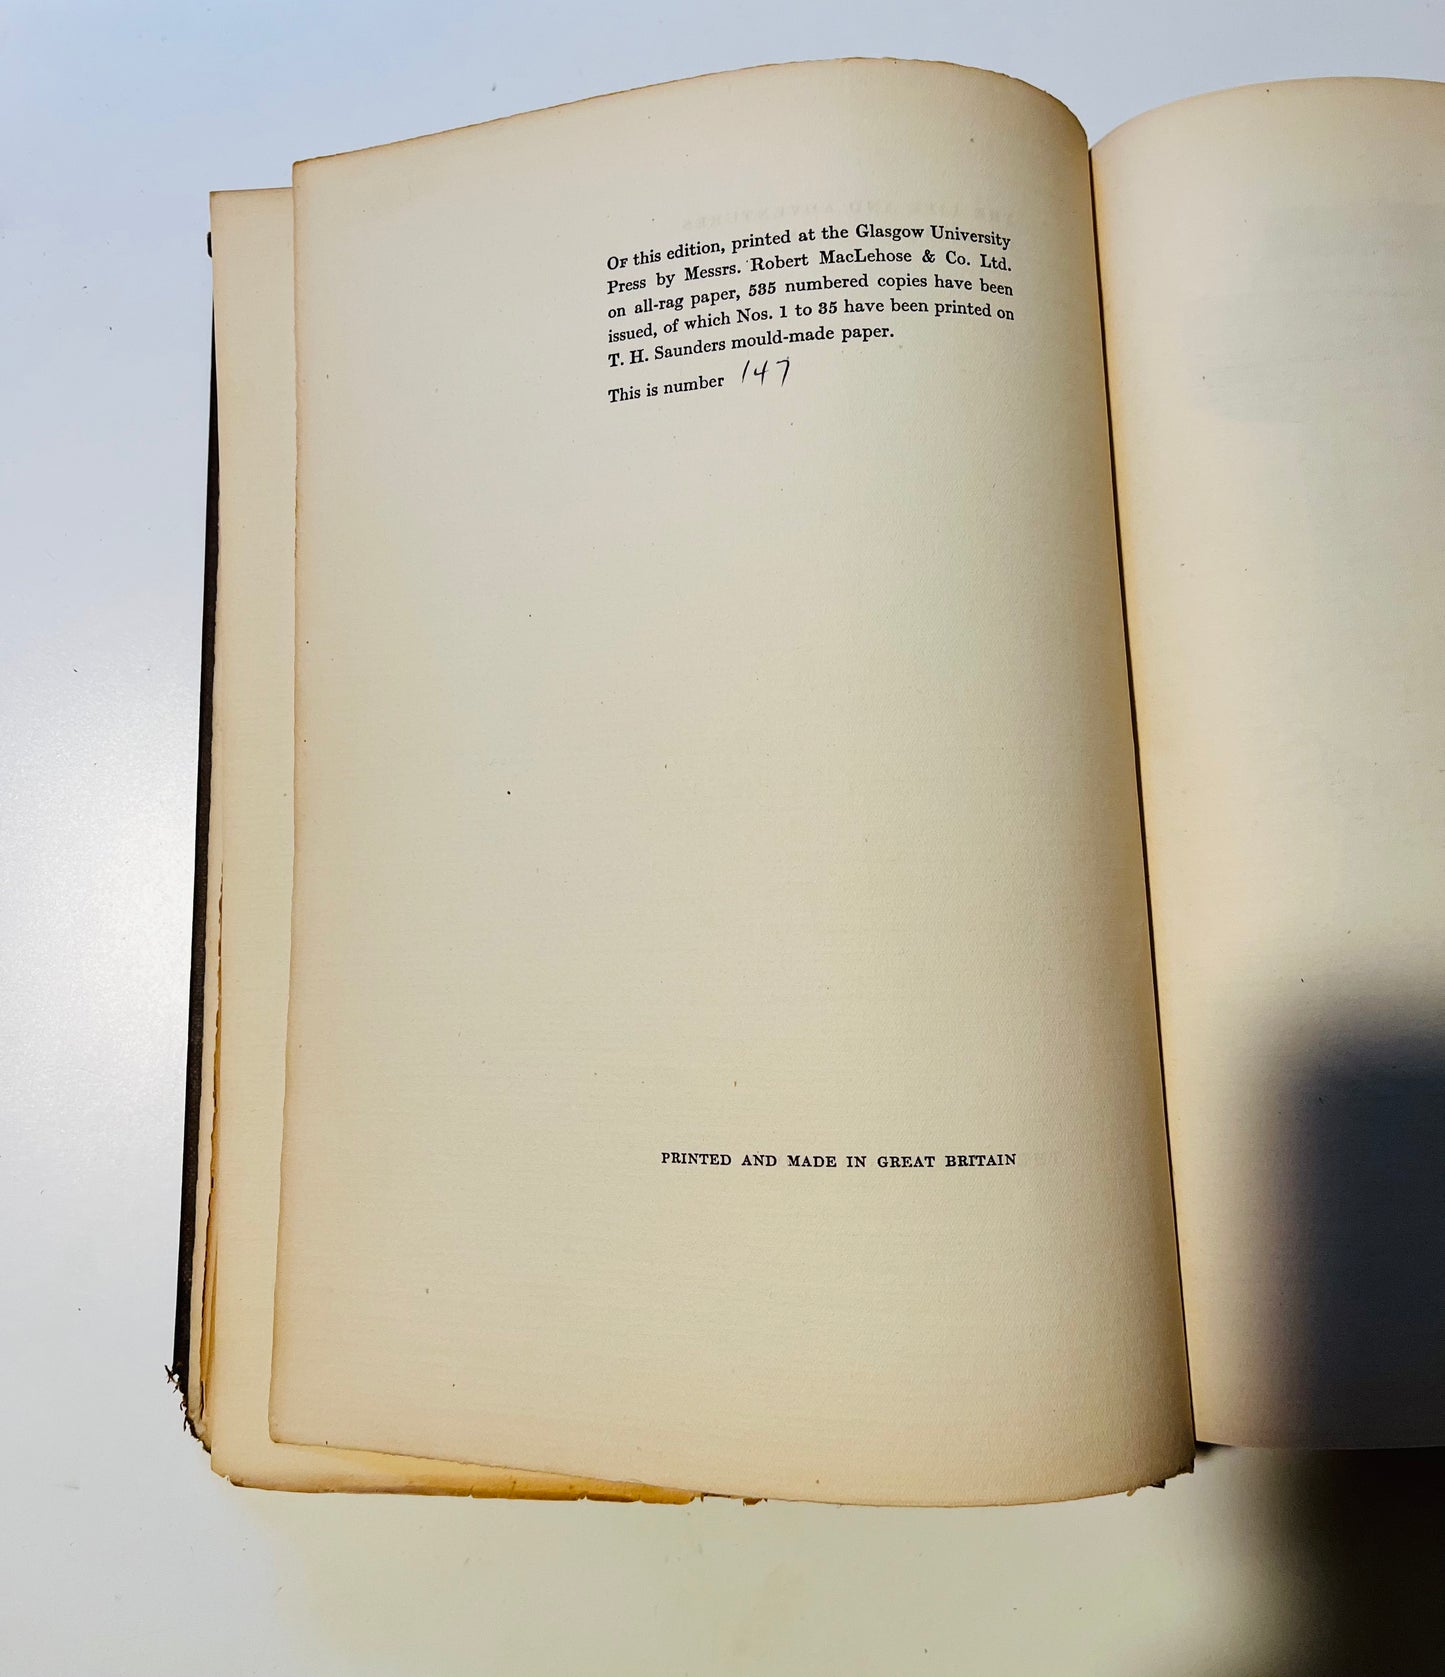 Of this edition, printed at the Glasgow University
Press by Messrs. Robert MacLehose & Co. Ltd.
on all-rag paper, 535 numbered copies have been
issued, of which Nos. 1 to 35 have been printed on
T. H. Saunders mould-made paper.
This is number 147
PRINTED AND MADE IN GREAT BRITAIN